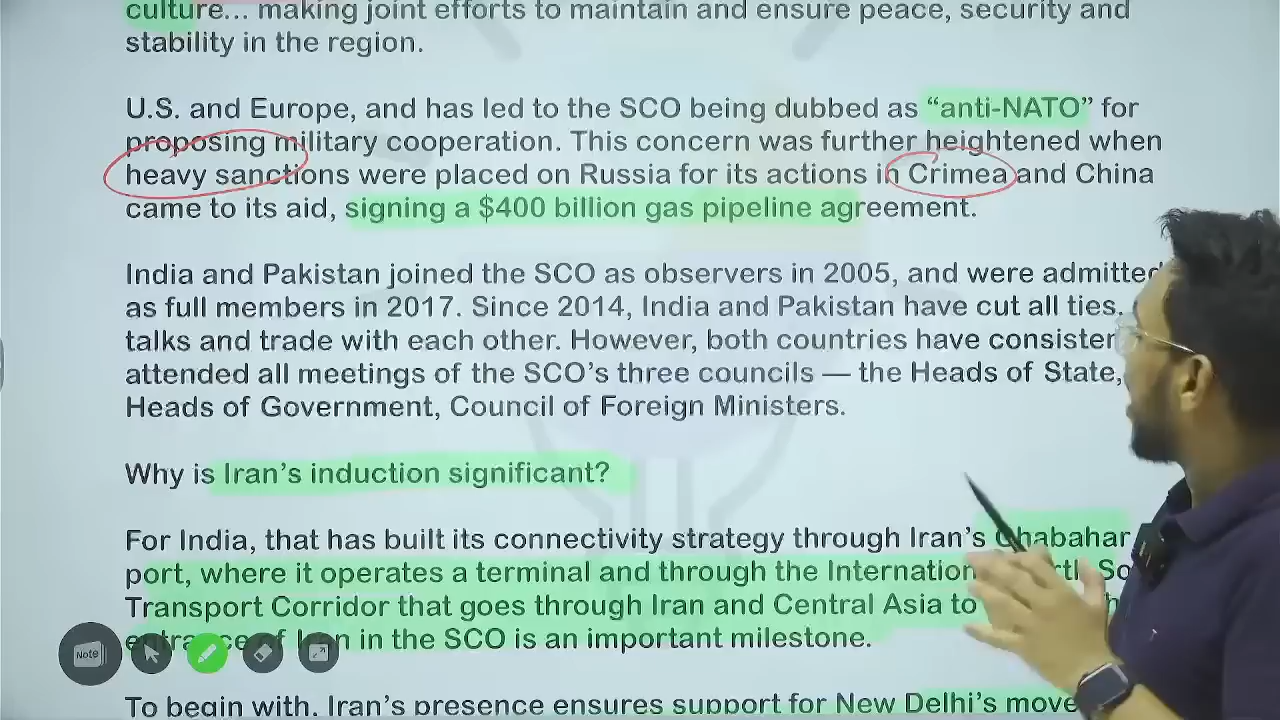 culture... making joint efforts to maintain and ensure peace, security and
stability in the region.
U.S. and Europe, and has led to the SCO being dubbed as “anti-NATO” for
proposing military cooperation. This concern was further heightened when
heavy sanctions were placed on Russia for its actions in Crimea and China
came to its aid, signing a $400 billion gas pipeline agreement.
India and Pakistan joined the SCO as observers in 2005, and were admitted
as full members in 2017. Since 2014, India and Pakistan have cut all ties,
talks and trade with each other. However, both countries have
attended all meetings of the SCO’s three councils — the Heads of State,
Heads of Government, Council of Foreign Ministers.
Why is Iran’s induction significant?
For India, that has built its connectivity strategy through Iran’s Chabahar
port, where it operates a terminal and through the
Transport Corridor that goes through Iran and Central Asia to
entrance of Iran in the SCO is an important milestone.
Note
To begin with, Iran’s presence ensures support for New Delhi’s